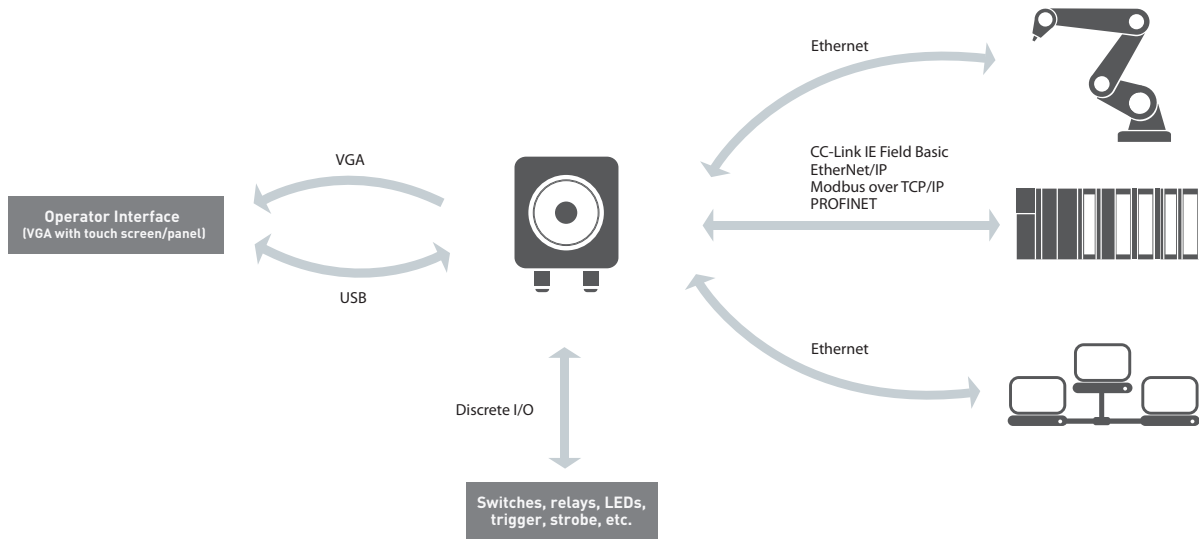 Ethernet
CC-Link IE Field Basic
EtherNet/IP
Modbus over TCP/IP
PROFINET
VGA
Operator Interface
(VGA with touch screen/panel)
USB
Ethernet
Discrete I/O
Switches, relays, LEDs,
trigger, strobe, etc.